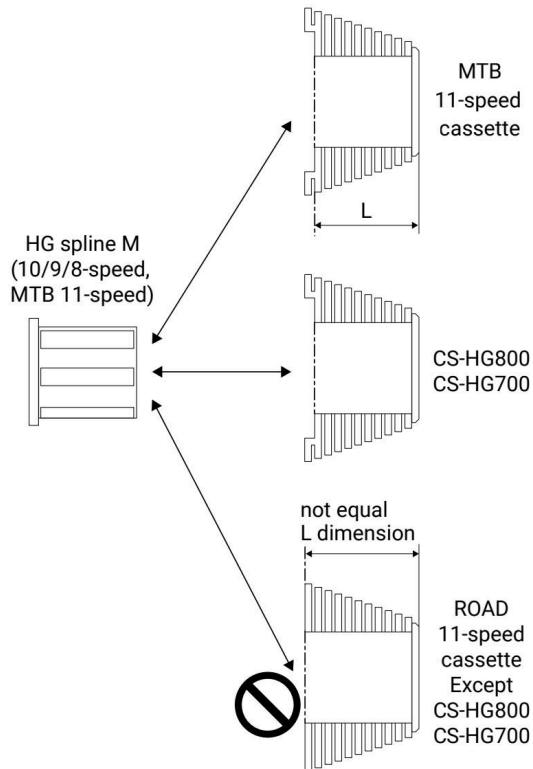 MTB
11-speed
cassette
L
HG spline M
(10/9/8-speed,
MTB 11-speed)
CS-HG800
CS-HG700
not equal
L dimension
ROAD
11-speed
cassette
Except
CS-HG800
CS-HG700